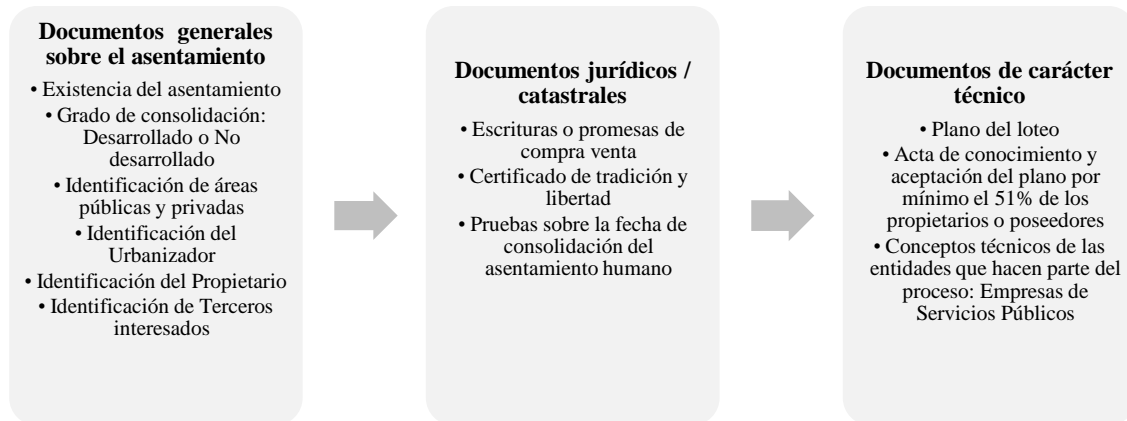 Documentos generales
sobre el asentamiento
• Existencia del asentamiento
• Grado de consolidación:
Desarrollado o No
desarrollado
• Identificación de áreas
públicas y privadas
• Identificación del
Urbanizador
• Identificación del Propietario
• Identificación de Terceros
interesados
Documentos jurídicos /
catastrales
• Escrituras o promesas de
compra venta
• Certificado de tradición y
libertad
• Pruebas sobre la fecha de
consolidación del
asentamiento humano
Documentos de carácter
técnico
• Plano del loteo
• Acta de conocimiento y
aceptación del plano por
mínimo el 51% de los
propietarios o poseedores
• Conceptos técnicos de las
entidades que hacen parte del
proceso: Empresas de
Servicios Públicos